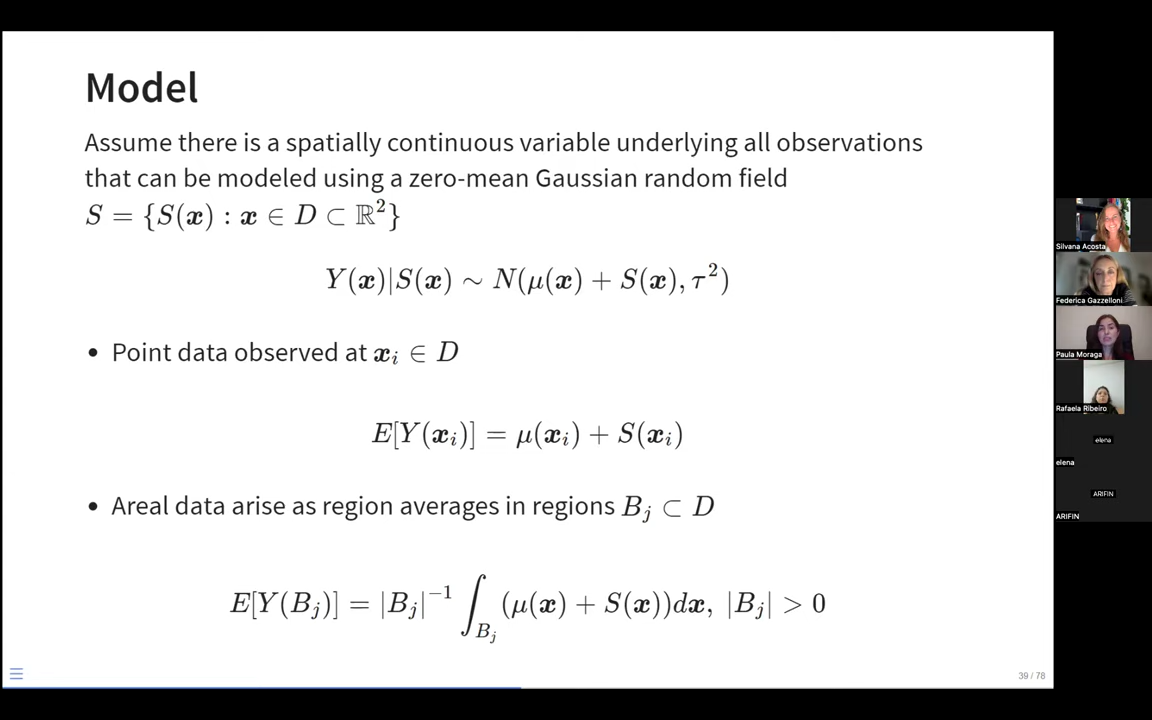 Model
Assume there is a spatially continuous variable underlying all observations
that can be modeled using a zero-mean Gaussian random field
S = {S(x) : x ∈ D ⊂ ℝ²}
Y(x)|S(x) ∼ N(μ(x) + S(x), τ²)
• Point data observed at xᵢ ∈ D
E[Y(xᵢ)] = μ(xᵢ) + S(xᵢ)
• Areal data arise as region averages in regions Bⱼ ⊂ D
E[Y(Bⱼ)] = |Bⱼ|⁻¹ ∫_{Bⱼ} (μ(x) + S(x))dx, |Bⱼ| > 0
39 / 78
Silvana Acosta
Federica Gazzelloni
Paula Moraga
Rafaela Ribeiro
elena
elena
ARIFIN
ARIFIN